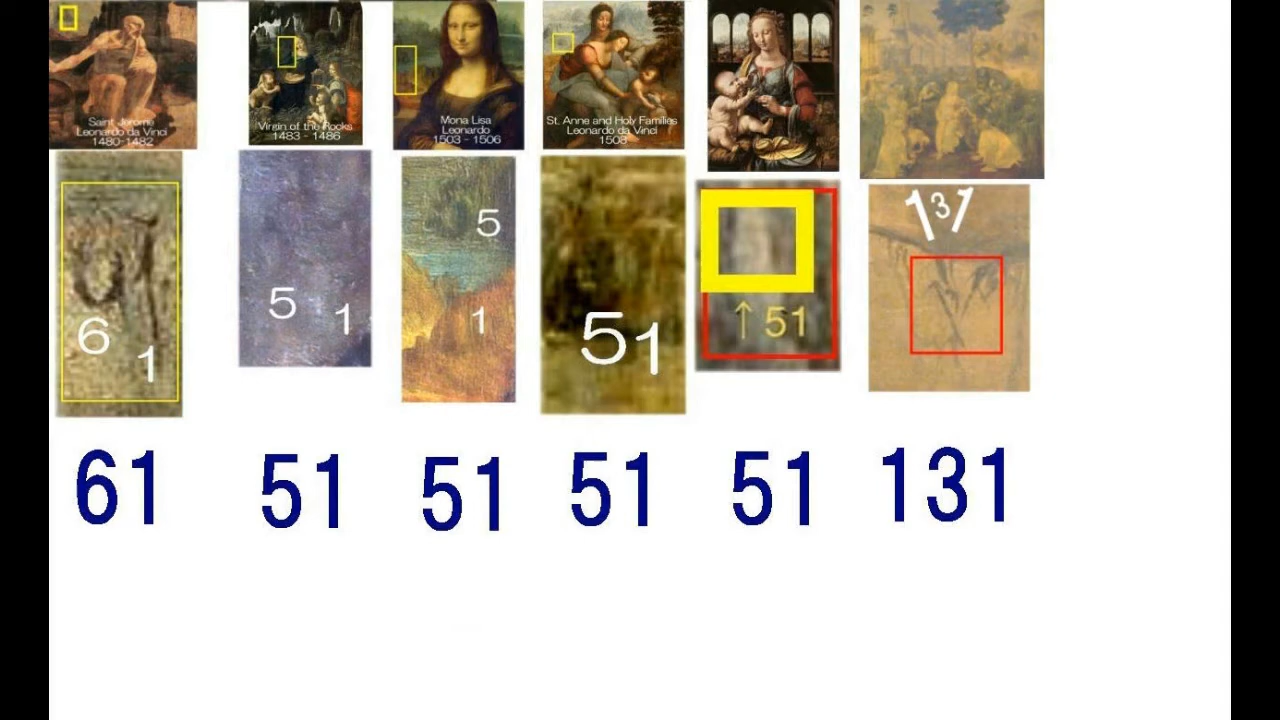 Saint Jerome
Leonardo da Vinci
1480-1482
Virgin of the Rocks
1483 - 1486
Mona Lisa
Leonardo
1503 - 1506
St. Anne and Holy Families
Leonardo da Vinci
1508
6
1
5
1
5
1
51
↑ 51
131
61
51
51
51
51
131